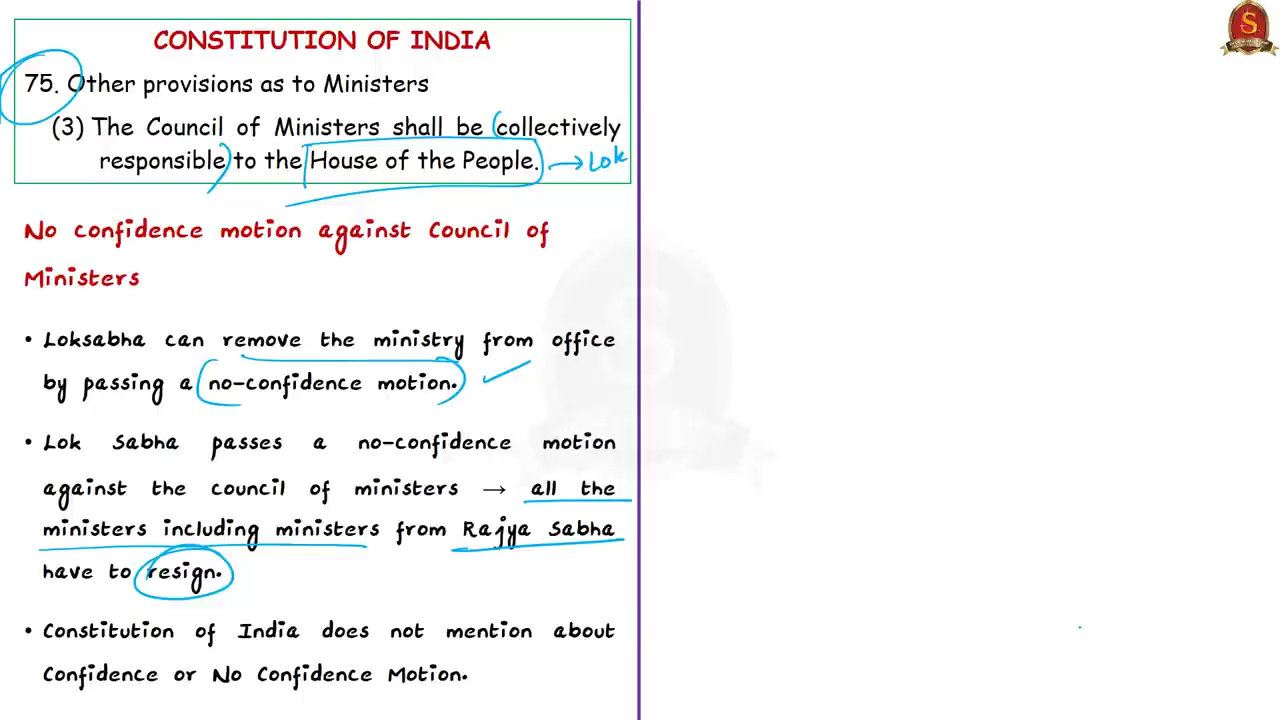 CONSTITUTION OF INDIA
75. Other provisions as to Ministers
(3) The Council of Ministers shall be collectively
responsible to the House of the People. → Lok
No confidence motion against Council of
Ministers
• Loksabha can remove the ministry from office
by passing a no-confidence motion.
• Lok Sabha passes a no-confidence motion
against the council of ministers → all the
ministers including ministers from Rajya Sabha
have to resign.
• Constitution of India does not mention about
Confidence or No Confidence Motion.
S